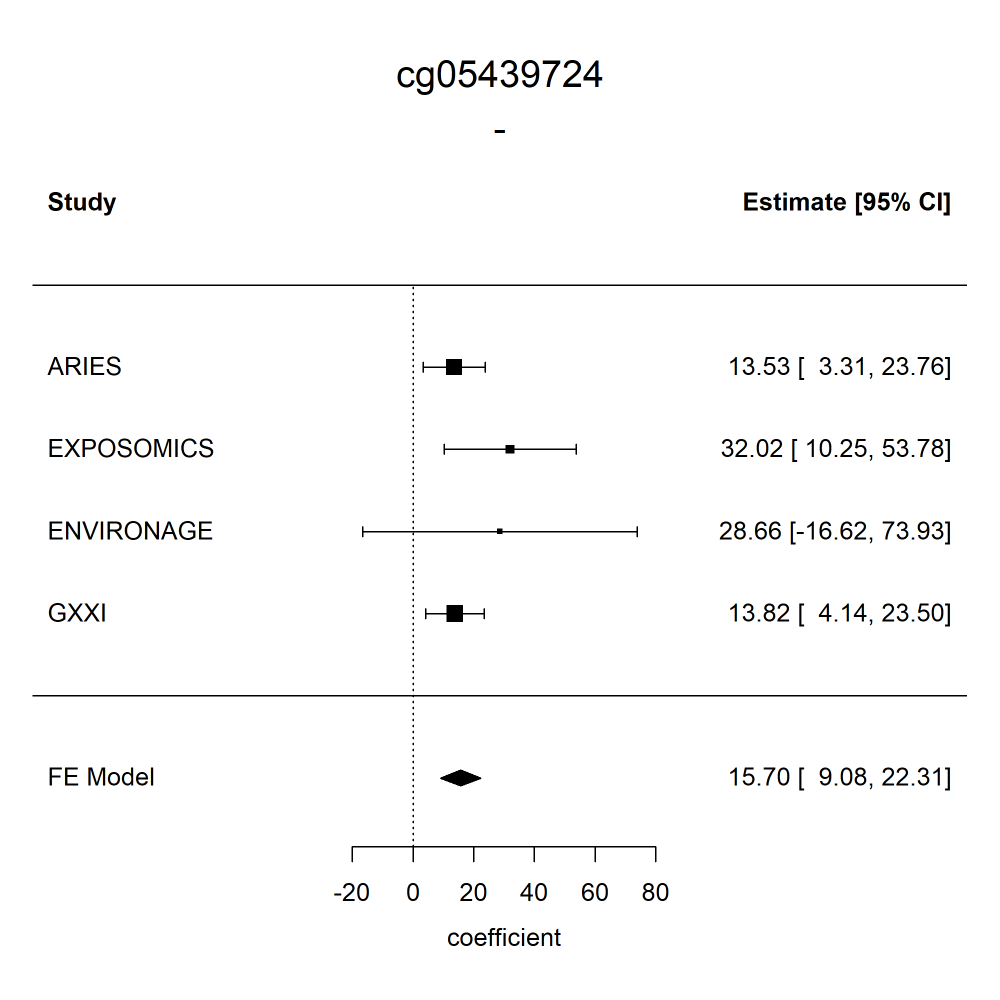 cg05439724
-
Study Estimate [95% CI]
ARIES 13.53 [ 3.31, 23.76]
EXPOSOMICS 32.02 [ 10.25, 53.78]
ENVIRONAGE 28.66 [-16.62, 73.93]
GXXI 13.82 [ 4.14, 23.50]
FE Model 15.70 [ 9.08, 22.31]
-20 0 20 40 60 80
coefficient